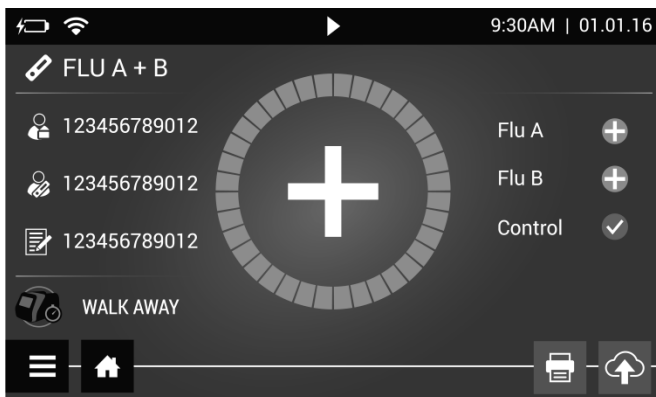 9:30AM | 01.01.16
FLU A + B
123456789012
123456789012
123456789012
WALK AWAY
Flu A
Flu B
Control